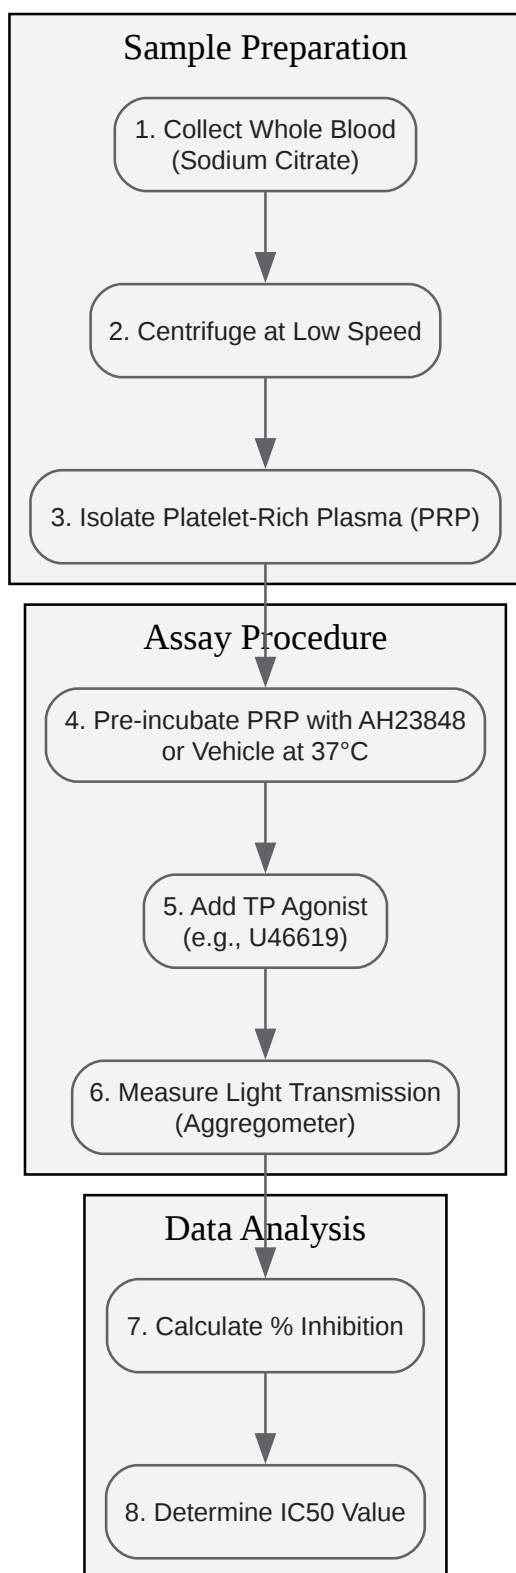 Sample Preparation
1. Collect Whole Blood
(Sodium Citrate)
2. Centrifuge at Low Speed
3. Isolate Platelet-Rich Plasma (PRP)
Assay Procedure
4. Pre-incubate PRP with AH23848
or Vehicle at 37°C
5. Add TP Agonist
(e.g., U46619)
6. Measure Light Transmission
(Aggregometer)
Data Analysis
7. Calculate % Inhibition
8. Determine IC50 Value